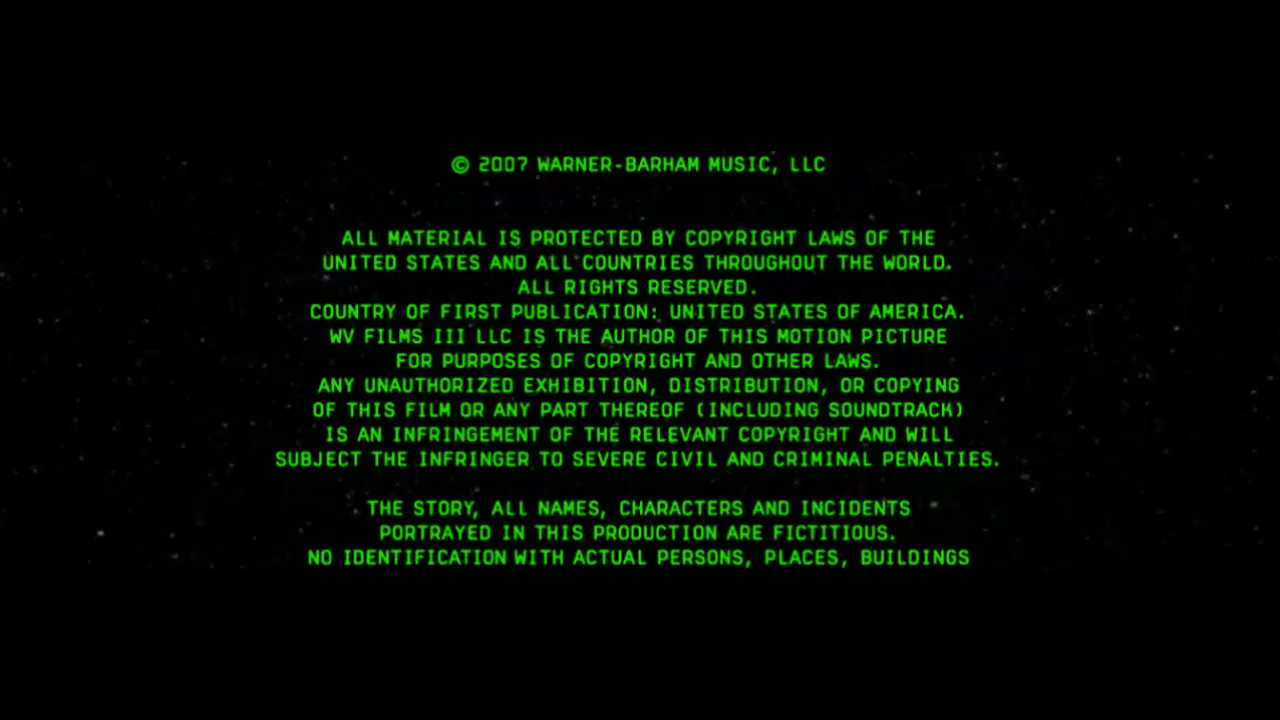 © 2007 WARNER-BARHAM MUSIC, LLC
ALL MATERIAL IS PROTECTED BY COPYRIGHT LAWS OF THE
UNITED STATES AND ALL COUNTRIES THROUGHOUT THE WORLD.
ALL RIGHTS RESERVED.
COUNTRY OF FIRST PUBLICATION: UNITED STATES OF AMERICA.
WV FILMS III LLC IS THE AUTHOR OF THIS MOTION PICTURE
FOR PURPOSES OF COPYRIGHT AND OTHER LAWS.
ANY UNAUTHORIZED EXHIBITION, DISTRIBUTION, OR COPYING
OF THIS FILM OR ANY PART THEREOF (INCLUDING SOUNDTRACK)
IS AN INFRINGEMENT OF THE RELEVANT COPYRIGHT AND WILL
SUBJECT THE INFRINGER TO SEVERE CIVIL AND CRIMINAL PENALTIES.
THE STORY, ALL NAMES, CHARACTERS AND INCIDENTS
PORTRAYED IN THIS PRODUCTION ARE FICTITIOUS.
NO IDENTIFICATION WITH ACTUAL PERSONS, PLACES, BUILDINGS